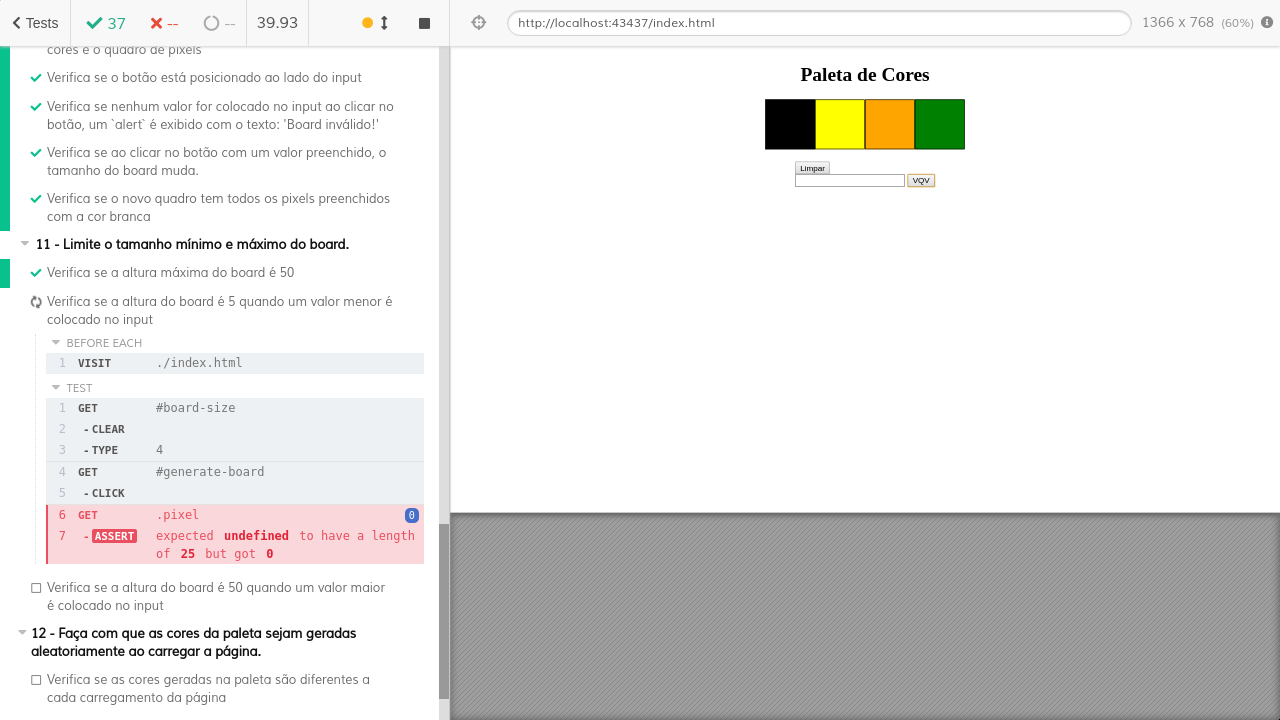 Tests 37 -- -- 39.93
http://localhost:43437/index.html 1366 x 768 (60%)
cores e o quadro de pixels
Verifica se o botão está posicionado ao lado do input
Verifica se nenhum valor for colocado no input ao clicar no
botão, um `alert` é exibido com o texto: 'Board inválido!'
Verifica se ao clicar no botão com um valor preenchido, o
tamanho do board muda.
Verifica se o novo quadro tem todos os pixels preenchidos
com a cor branca
11 - Limite o tamanho mínimo e máximo do board.
Verifica se a altura máxima do board é 50
Verifica se a altura do board é 5 quando um valor menor é
colocado no input
BEFORE EACH
1 VISIT ./index.html
TEST
1 GET #board-size
2 -CLEAR
3 -TYPE 4
4 GET #generate-board
5 -CLICK
6 GET .pixel 0
7 -ASSERT expected undefined to have a length
of 25 but got 0
Verifica se a altura do board é 50 quando um valor maior
é colocado no input
12 - Faça com que as cores da paleta sejam geradas
aleatoriamente ao carregar a página.
Verifica se as cores geradas na paleta são diferentes a
cada carregamento da página
Paleta de Cores
Limpar
VQV